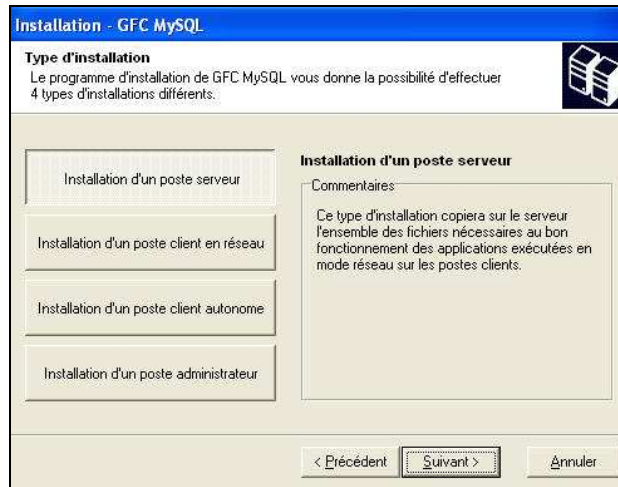 Installation - GFC MySQL
Type d'installation
Le programme d'installation de GFC MySQL vous donne la possibilité d'effectuer
4 types d'installations différents.
Installation d'un poste serveur
Installation d'un poste client en réseau
Installation d'un poste client autonome
Installation d'un poste administrateur
Installation d'un poste serveur
Commentaires
Ce type d'installation copiera sur le serveur
l'ensemble des fichiers nécessaires au bon
fonctionnement des applications exécutées en
mode réseau sur les postes clients.
< Précédent
Suivant >
Annuler